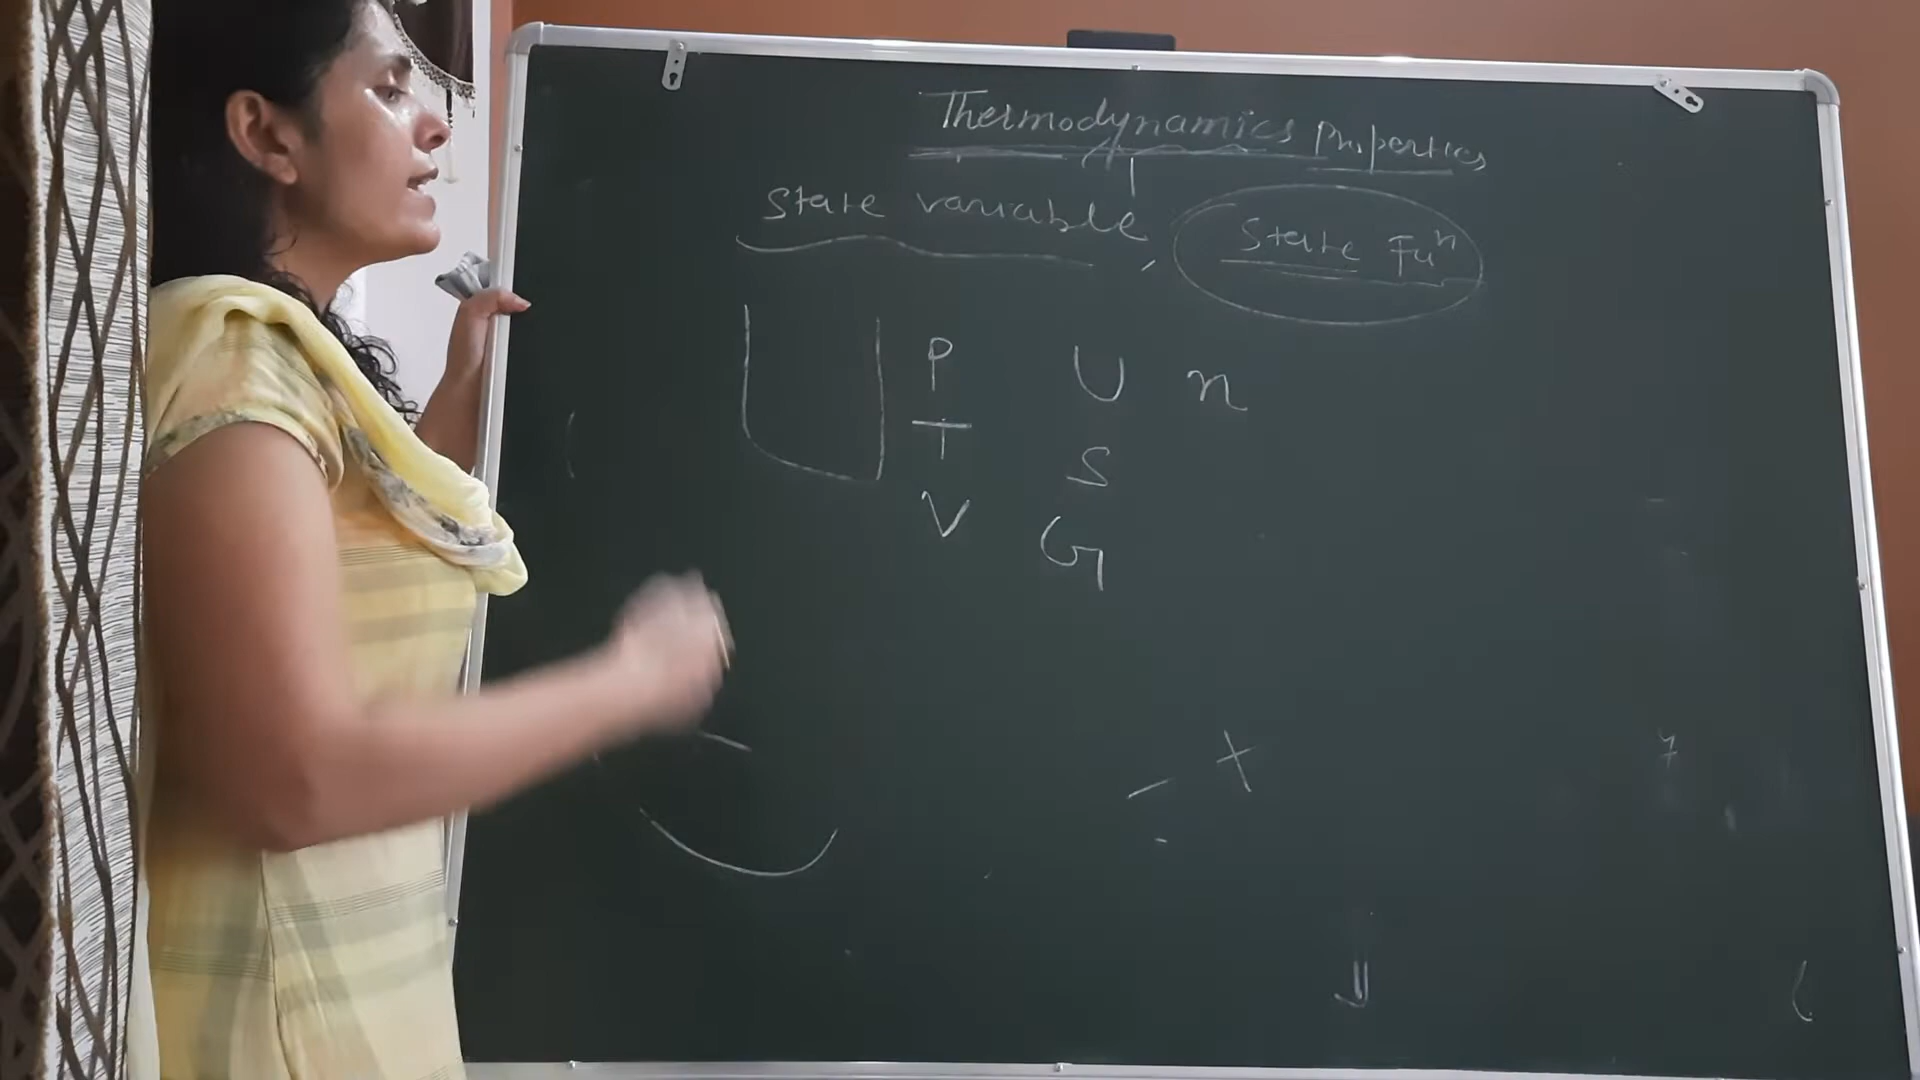 Thermodynamics Properties
State variable, State Fuⁿ
P U n
T S
V G